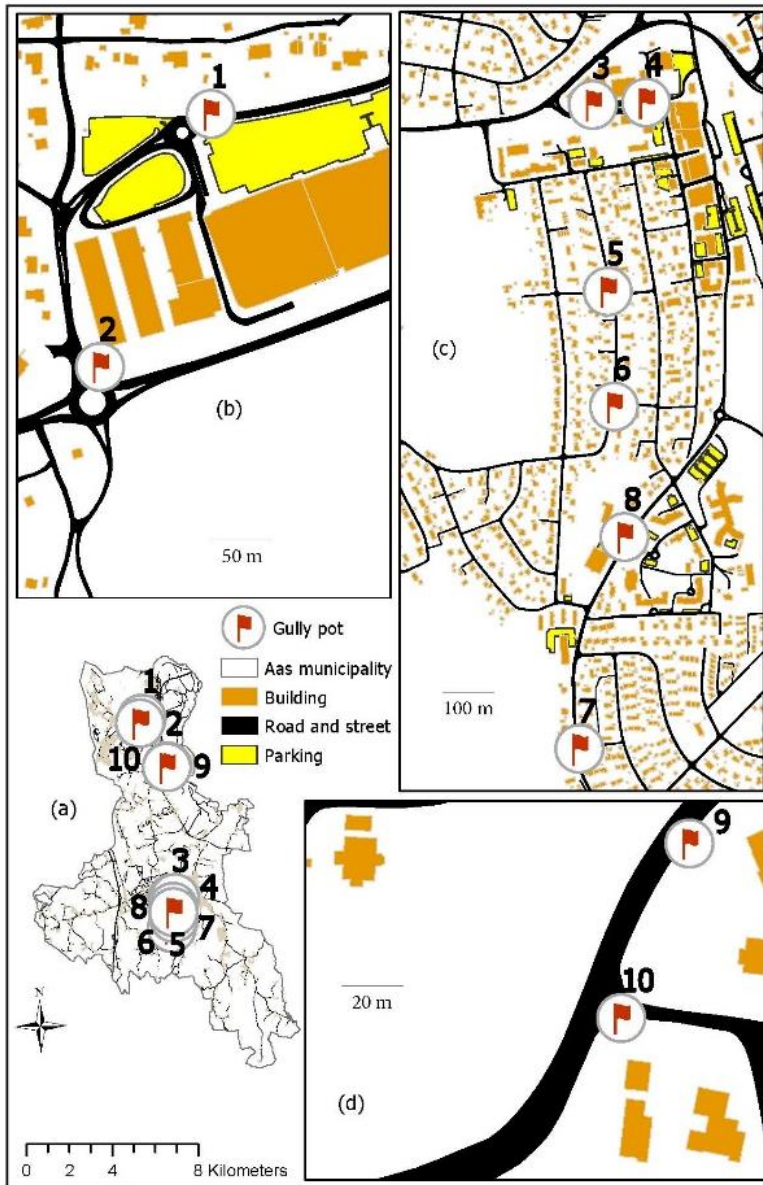 1
2
(b)
50 m
3
4
5
(c)
6
8
100 m
7
Gully pot
Aas municipality
Building
Road and street
Parking
1
2
10
9
(a)
3
4
8
7
6
5
N
0 2 4 8 Kilometers
9
20 m
10
(d)